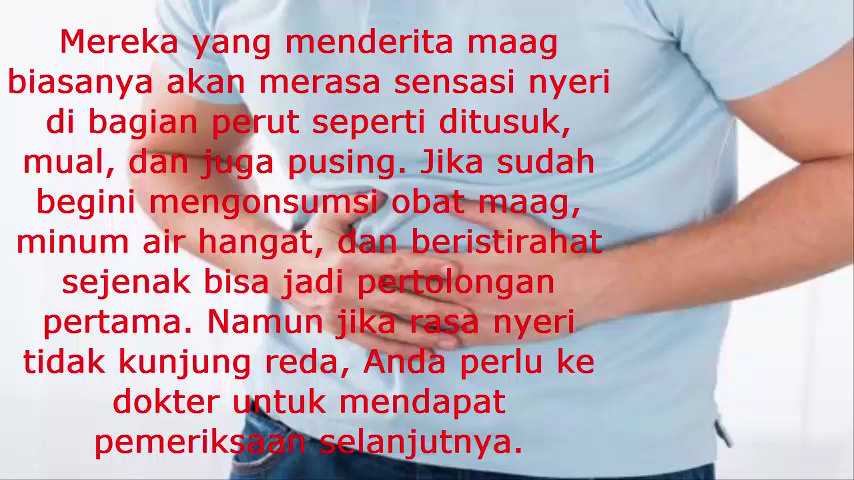 Mereka yang menderita maag
biasanya akan merasa sensasi nyeri
di bagian perut seperti ditusuk,
mual, dan juga pusing. Jika sudah
begini mengonsumsi obat maag,
minum air hangat, dan beristirahat
sejenak bisa jadi pertolongan
pertama. Namun jika rasa nyeri
tidak kunjung reda, Anda perlu ke
dokter untuk mendapat
pemeriksaan selanjutnya.